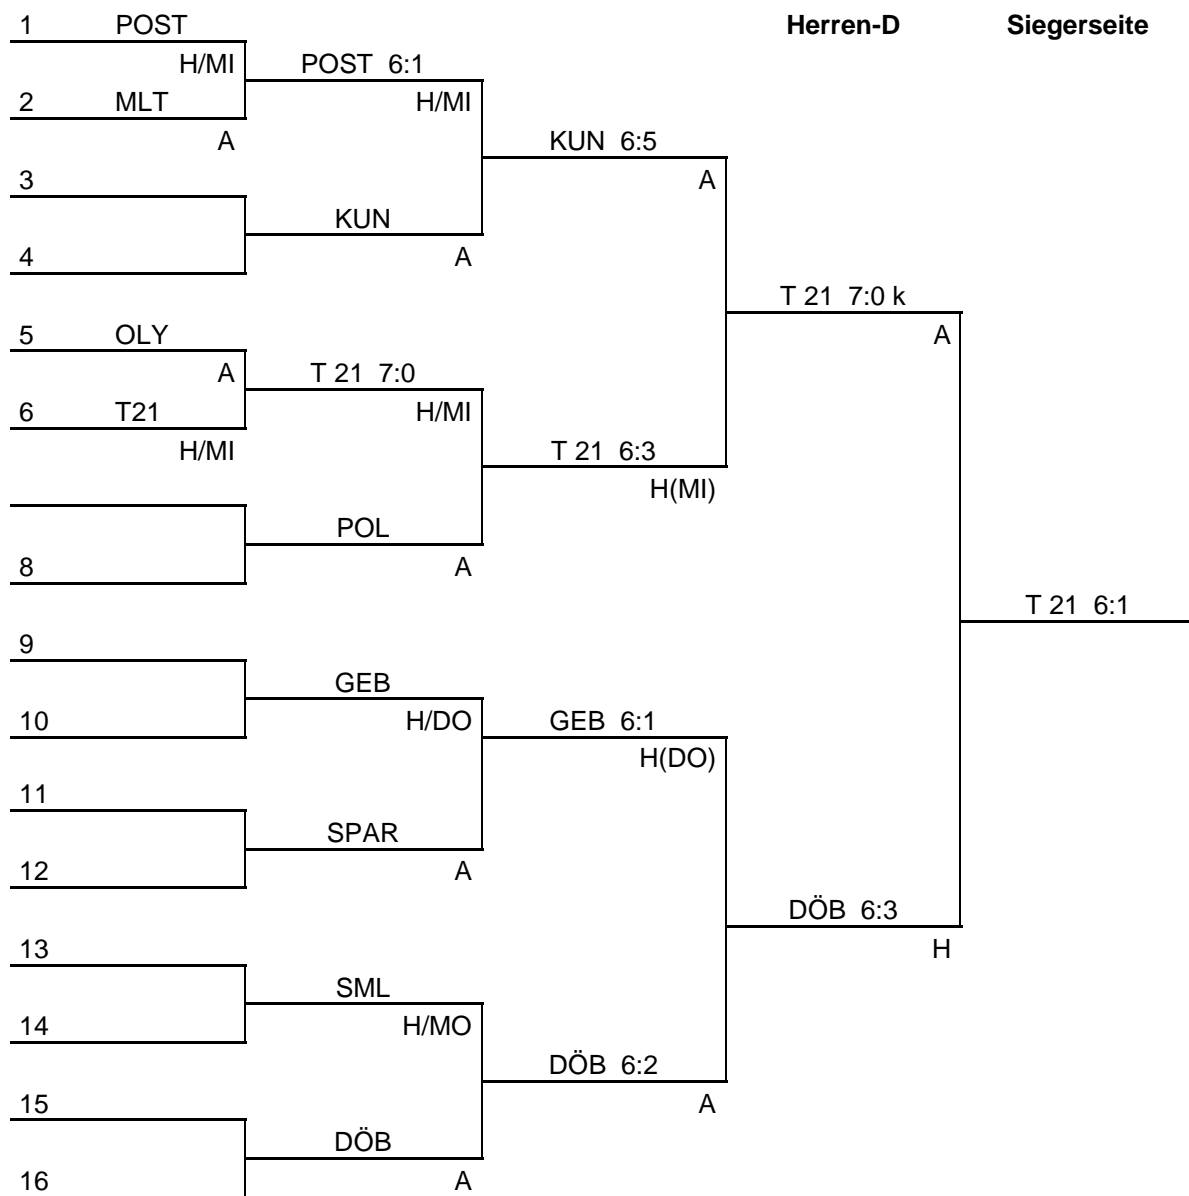 1 POST Herren-D Siegerseite
H/MI POST 6:1
2 MLT H/MI
A KUN 6:5
3 A
KUN
4 A
T 21 7:0 k
5 OLY A
A T 21 7:0
6 T21 H/MI
H/MI T 21 6:3
H(MI)
POL
8 A
T 21 6:1
9
GEB
10 H/DO GEB 6:1
H(DO)
11
SPAR
12 A
DÖB 6:3
13 H
SML
14 H/MO
DÖB 6:2
15 A
DÖB
16 A